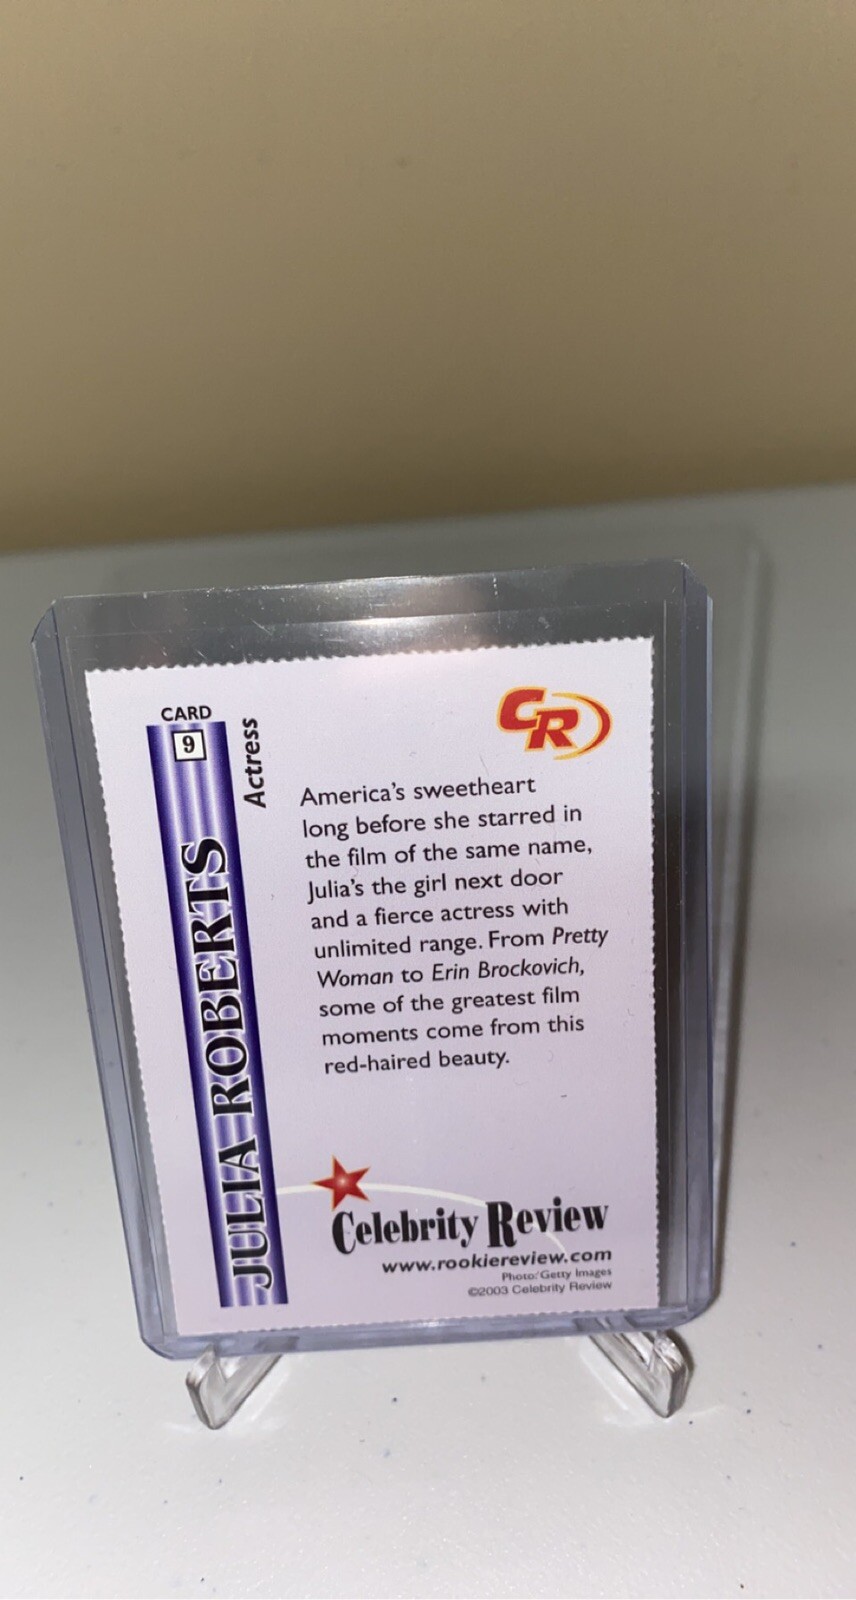 CARD
9
Actress
JULIA ROBERTS
CR
America's sweetheart
long before she starred in
the film of the same name,
Julia's the girl next door
and a fierce actress with
unlimited range. From Pretty
Woman to Erin Brockovich,
some of the greatest film
moments come from this
red-haired beauty.
Celebrity Review
www.rookiereview.com
Photo: Getty Images
©2003 Celebrity Review